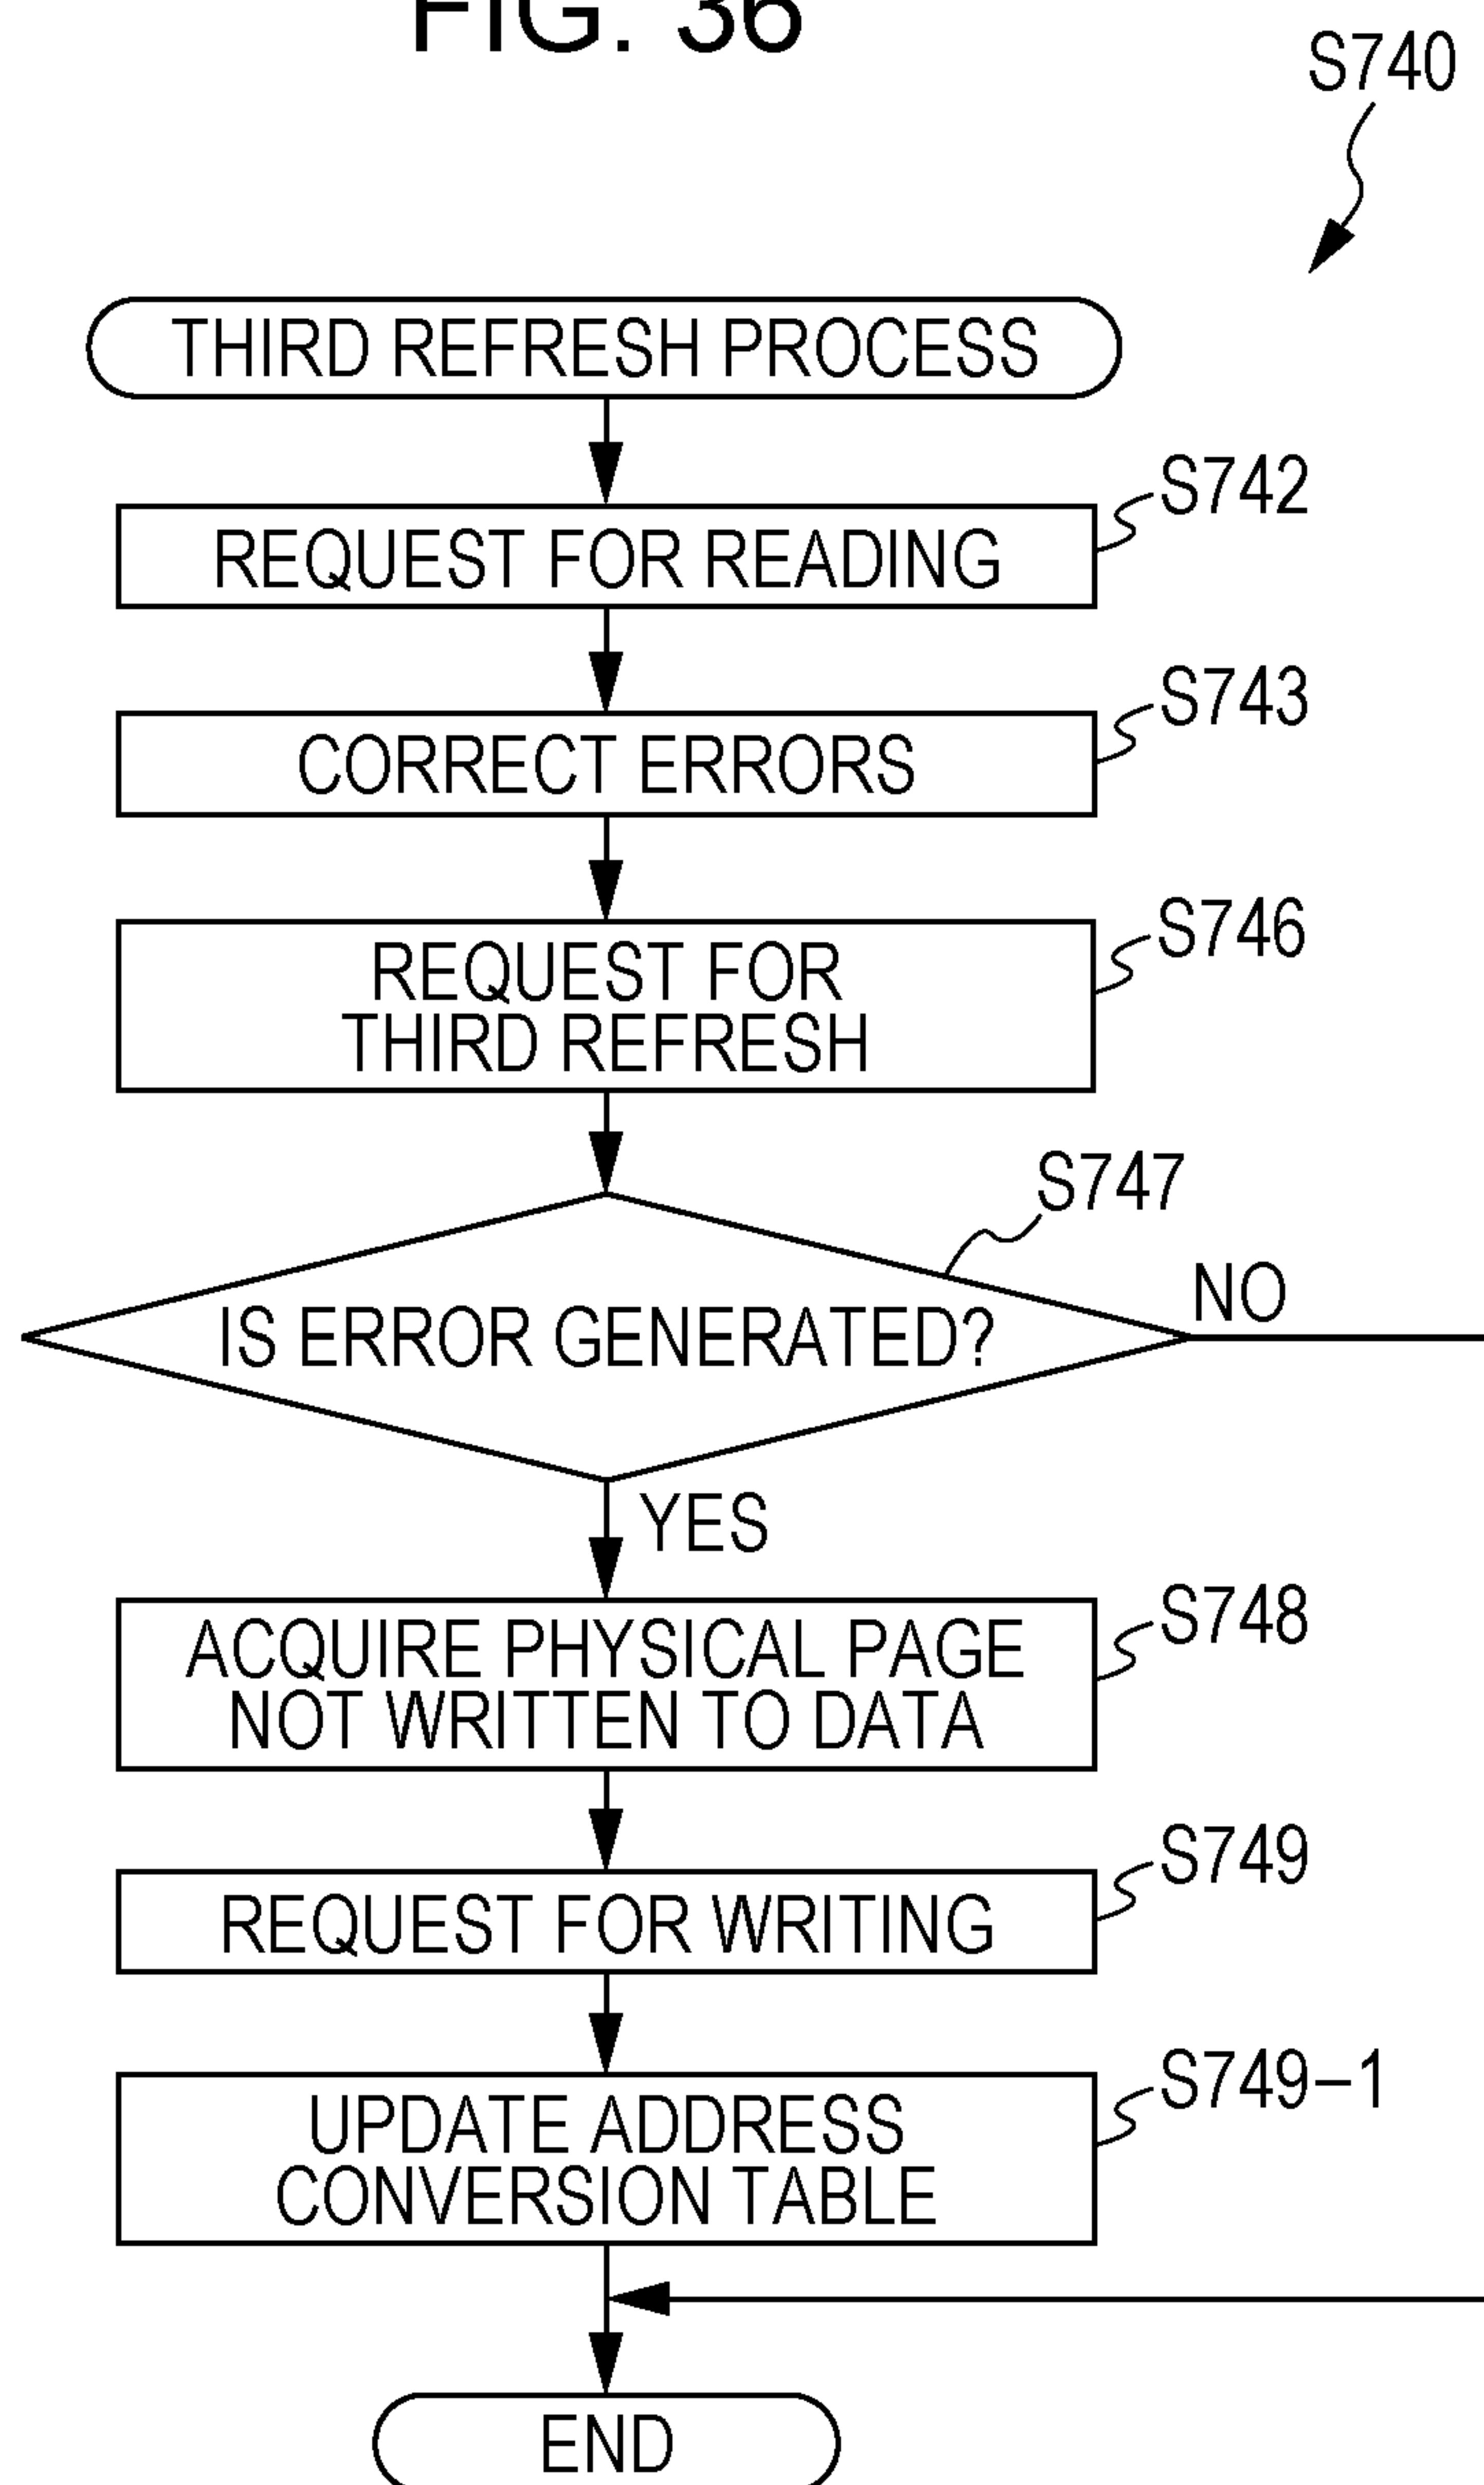 FIG. 36
S740
THIRD REFRESH PROCESS
S742
REQUEST FOR READING
S743
CORRECT ERRORS
S746
REQUEST FOR
THIRD REFRESH
S747
NO
IS ERROR GENERATED?
YES
S748
ACQUIRE PHYSICAL PAGE
NOT WRITTEN TO DATA
S749
REQUEST FOR WRITING
S749–1
UPDATE ADDRESS
CONVERSION TABLE
END